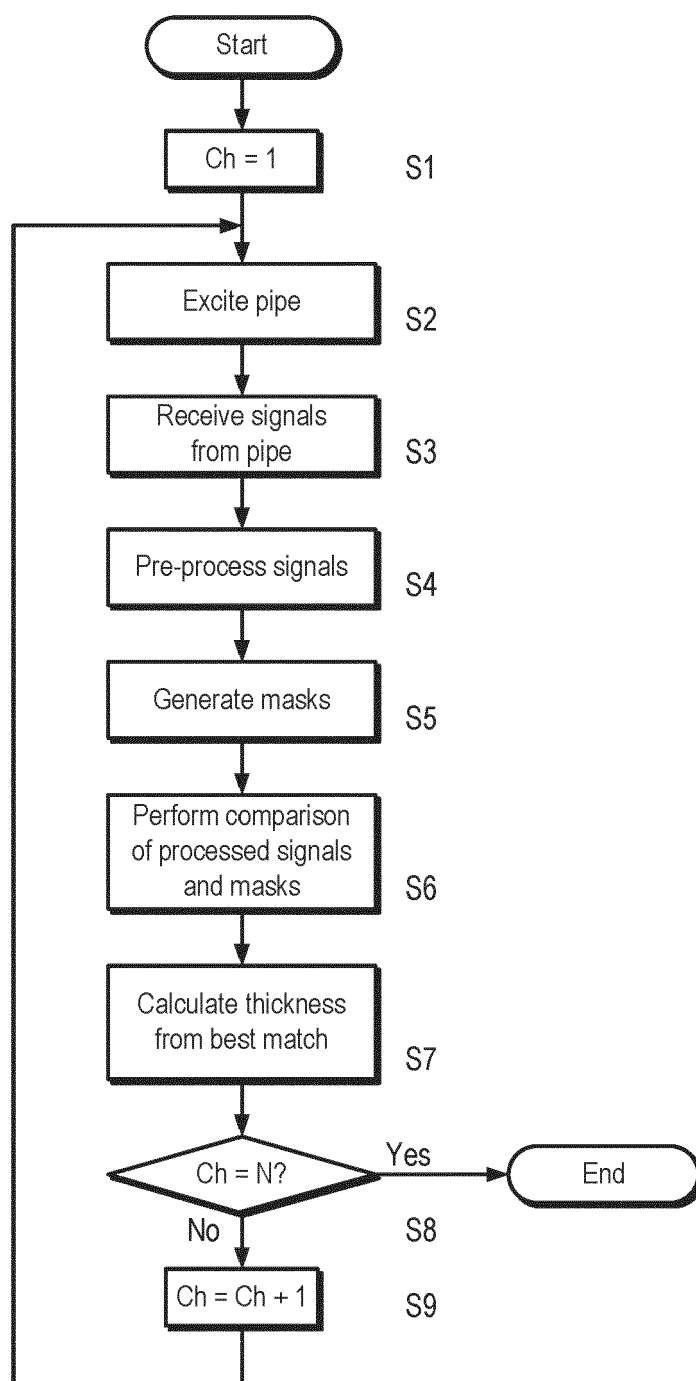 Start
Ch = 1
S1
Excite pipe
S2
Receive signals
from pipe
S3
Pre-process signals
S4
Generate masks
S5
Perform comparison
of processed signals
and masks
S6
Calculate thickness
from best match
S7
Ch = N?
Yes
End
No
S8
Ch = Ch + 1
S9